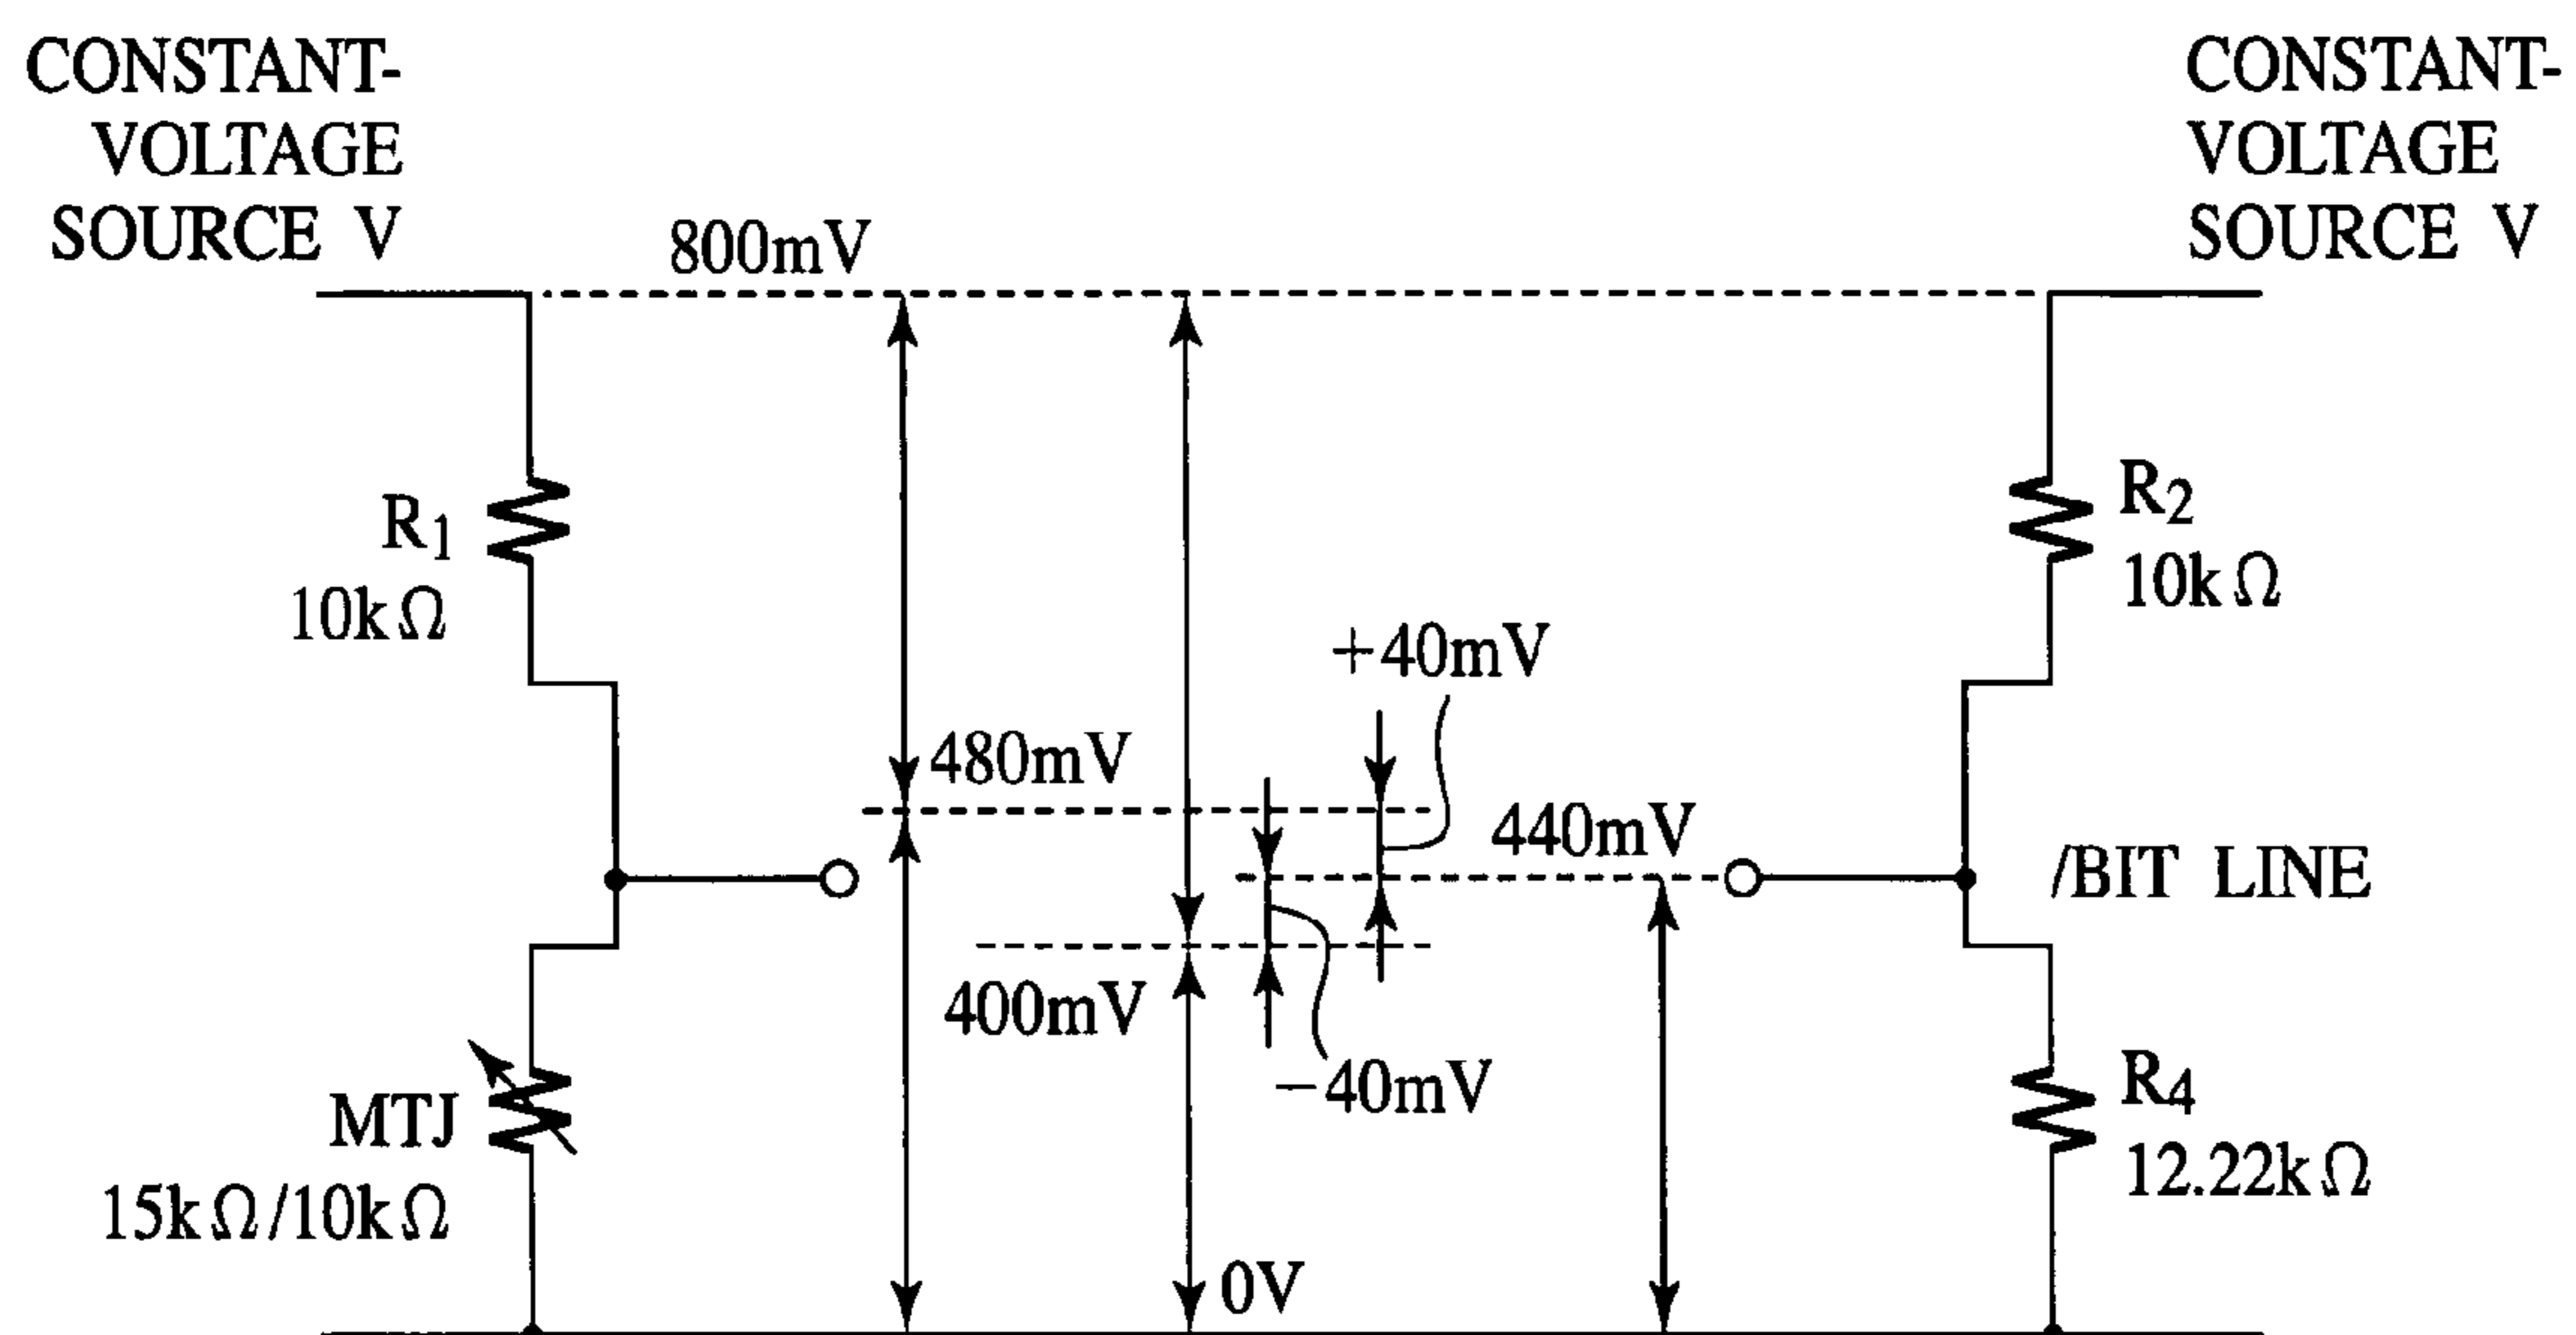 CONSTANT-
VOLTAGE
SOURCE V
CONSTANT-
VOLTAGE
SOURCE V
800mV
R1
10kΩ
R2
10kΩ
+40mV
480mV
440mV
/BIT LINE
400mV
−40mV
MTJ
15kΩ/10kΩ
R4
12.22kΩ
0V